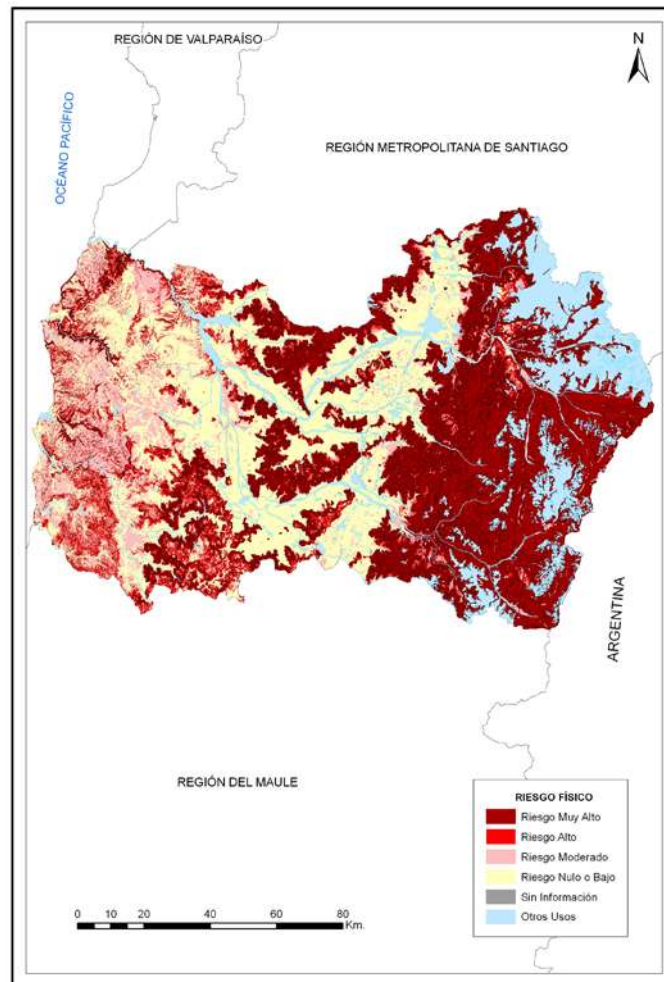 REGIÓN DE VALPARAÍSO
N
OCÉANO PACÍFICO
REGIÓN METROPOLITANA DE SANTIAGO
ARGENTINA
REGIÓN DEL MAULE
RIESGO FÍSICO
Riesgo Muy Alto
Riesgo Alto
Riesgo Moderado
Riesgo Nulo o Bajo
Sin Información
Otros Usos
0 10 20 40 60 80
Km.